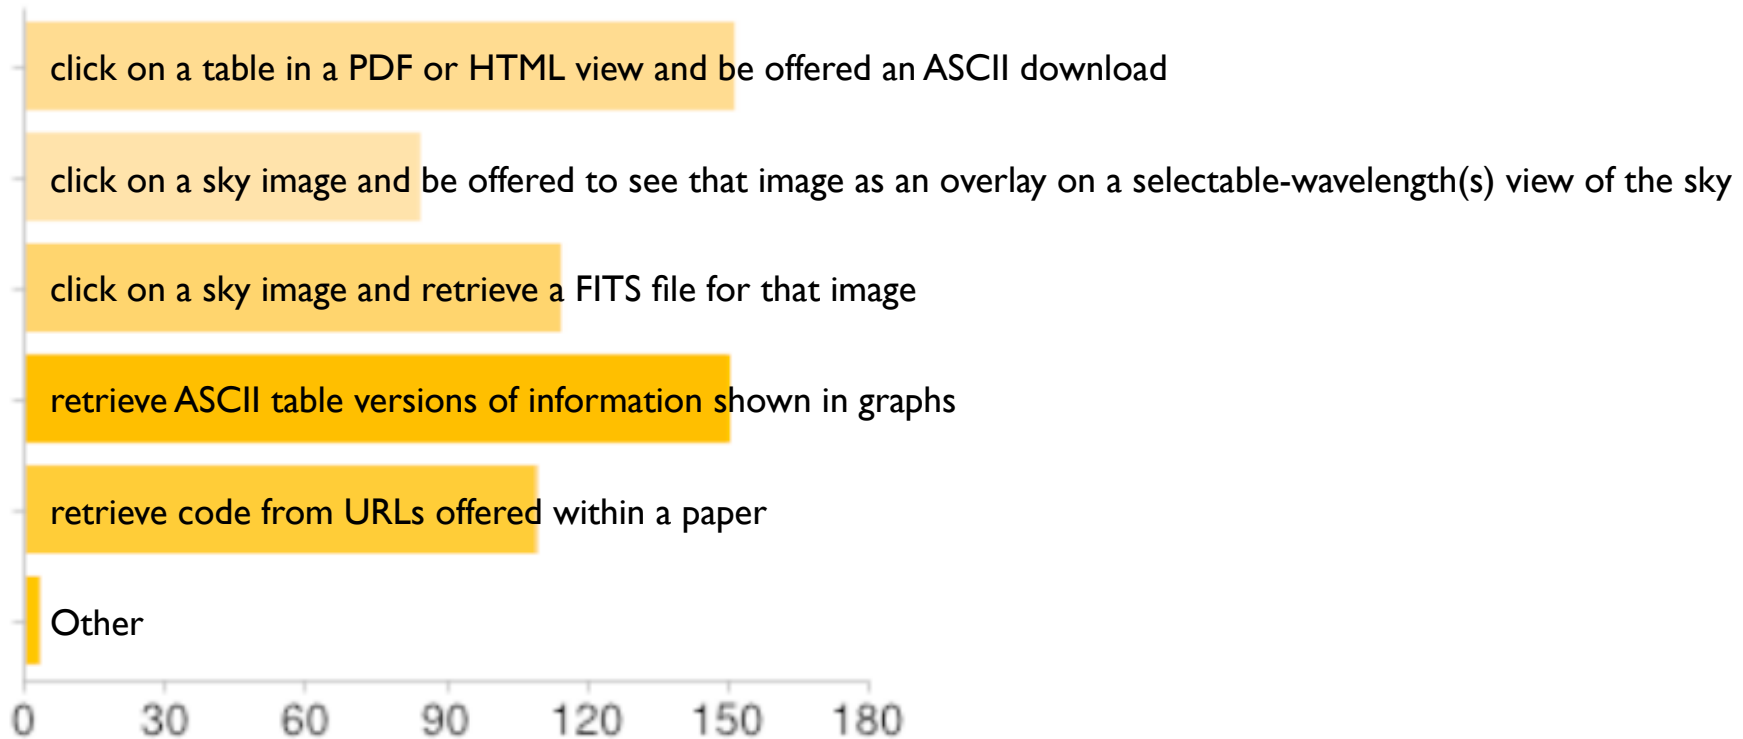 click on a table in a PDF or HTML view and be offered an ASCII download
click on a sky image and be offered to see that image as an overlay on a selectable-wavelength(s) view of the sky
click on a sky image and retrieve a FITS file for that image
retrieve ASCII table versions of information shown in graphs
retrieve code from URLs offered within a paper
Other
0 30 60 90 120 150 180